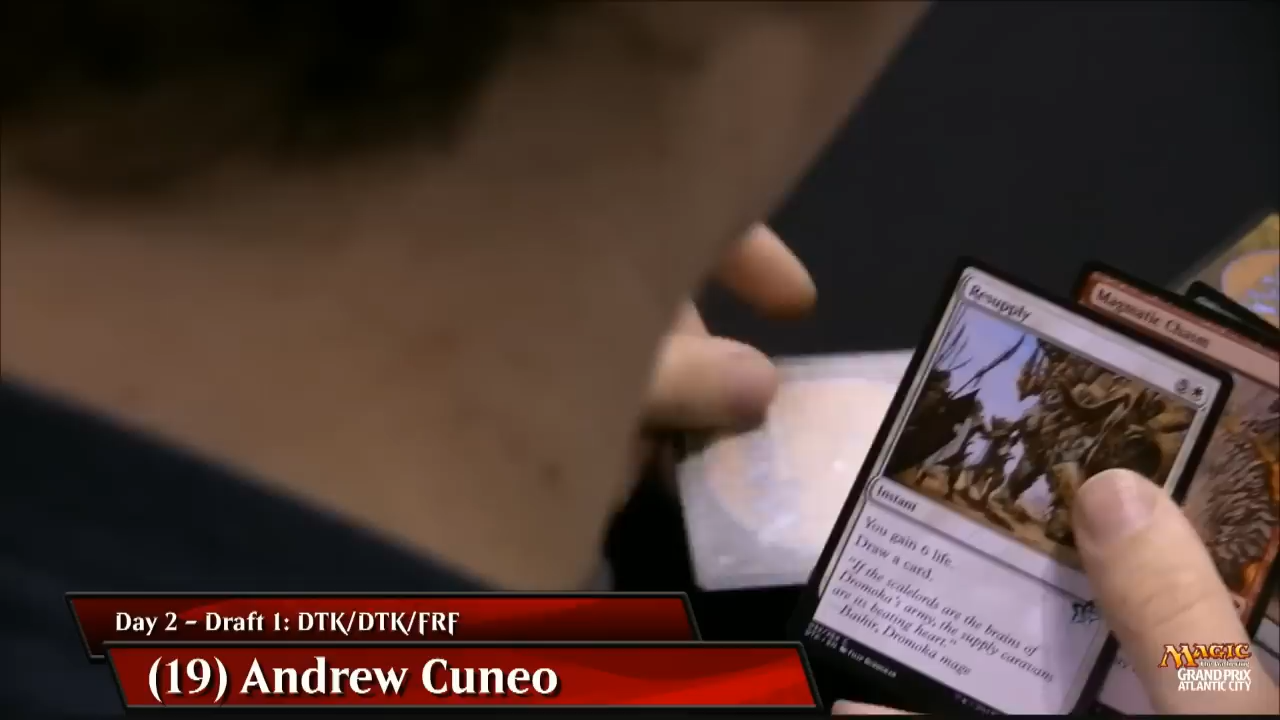 Resupply
Magmatic Chasm
Instant
You gain 6 life.
Draw a card.
"If the scalelords are the brains of
Dromoka's army, the supply caravan
are its beating heart."
Baihir, Dromoka mage
Day 2 – Draft 1: DTK/DTK/FRF
(19) Andrew Cuneo
MAGIC
GRAND PRIX
ATLANTIC CITY